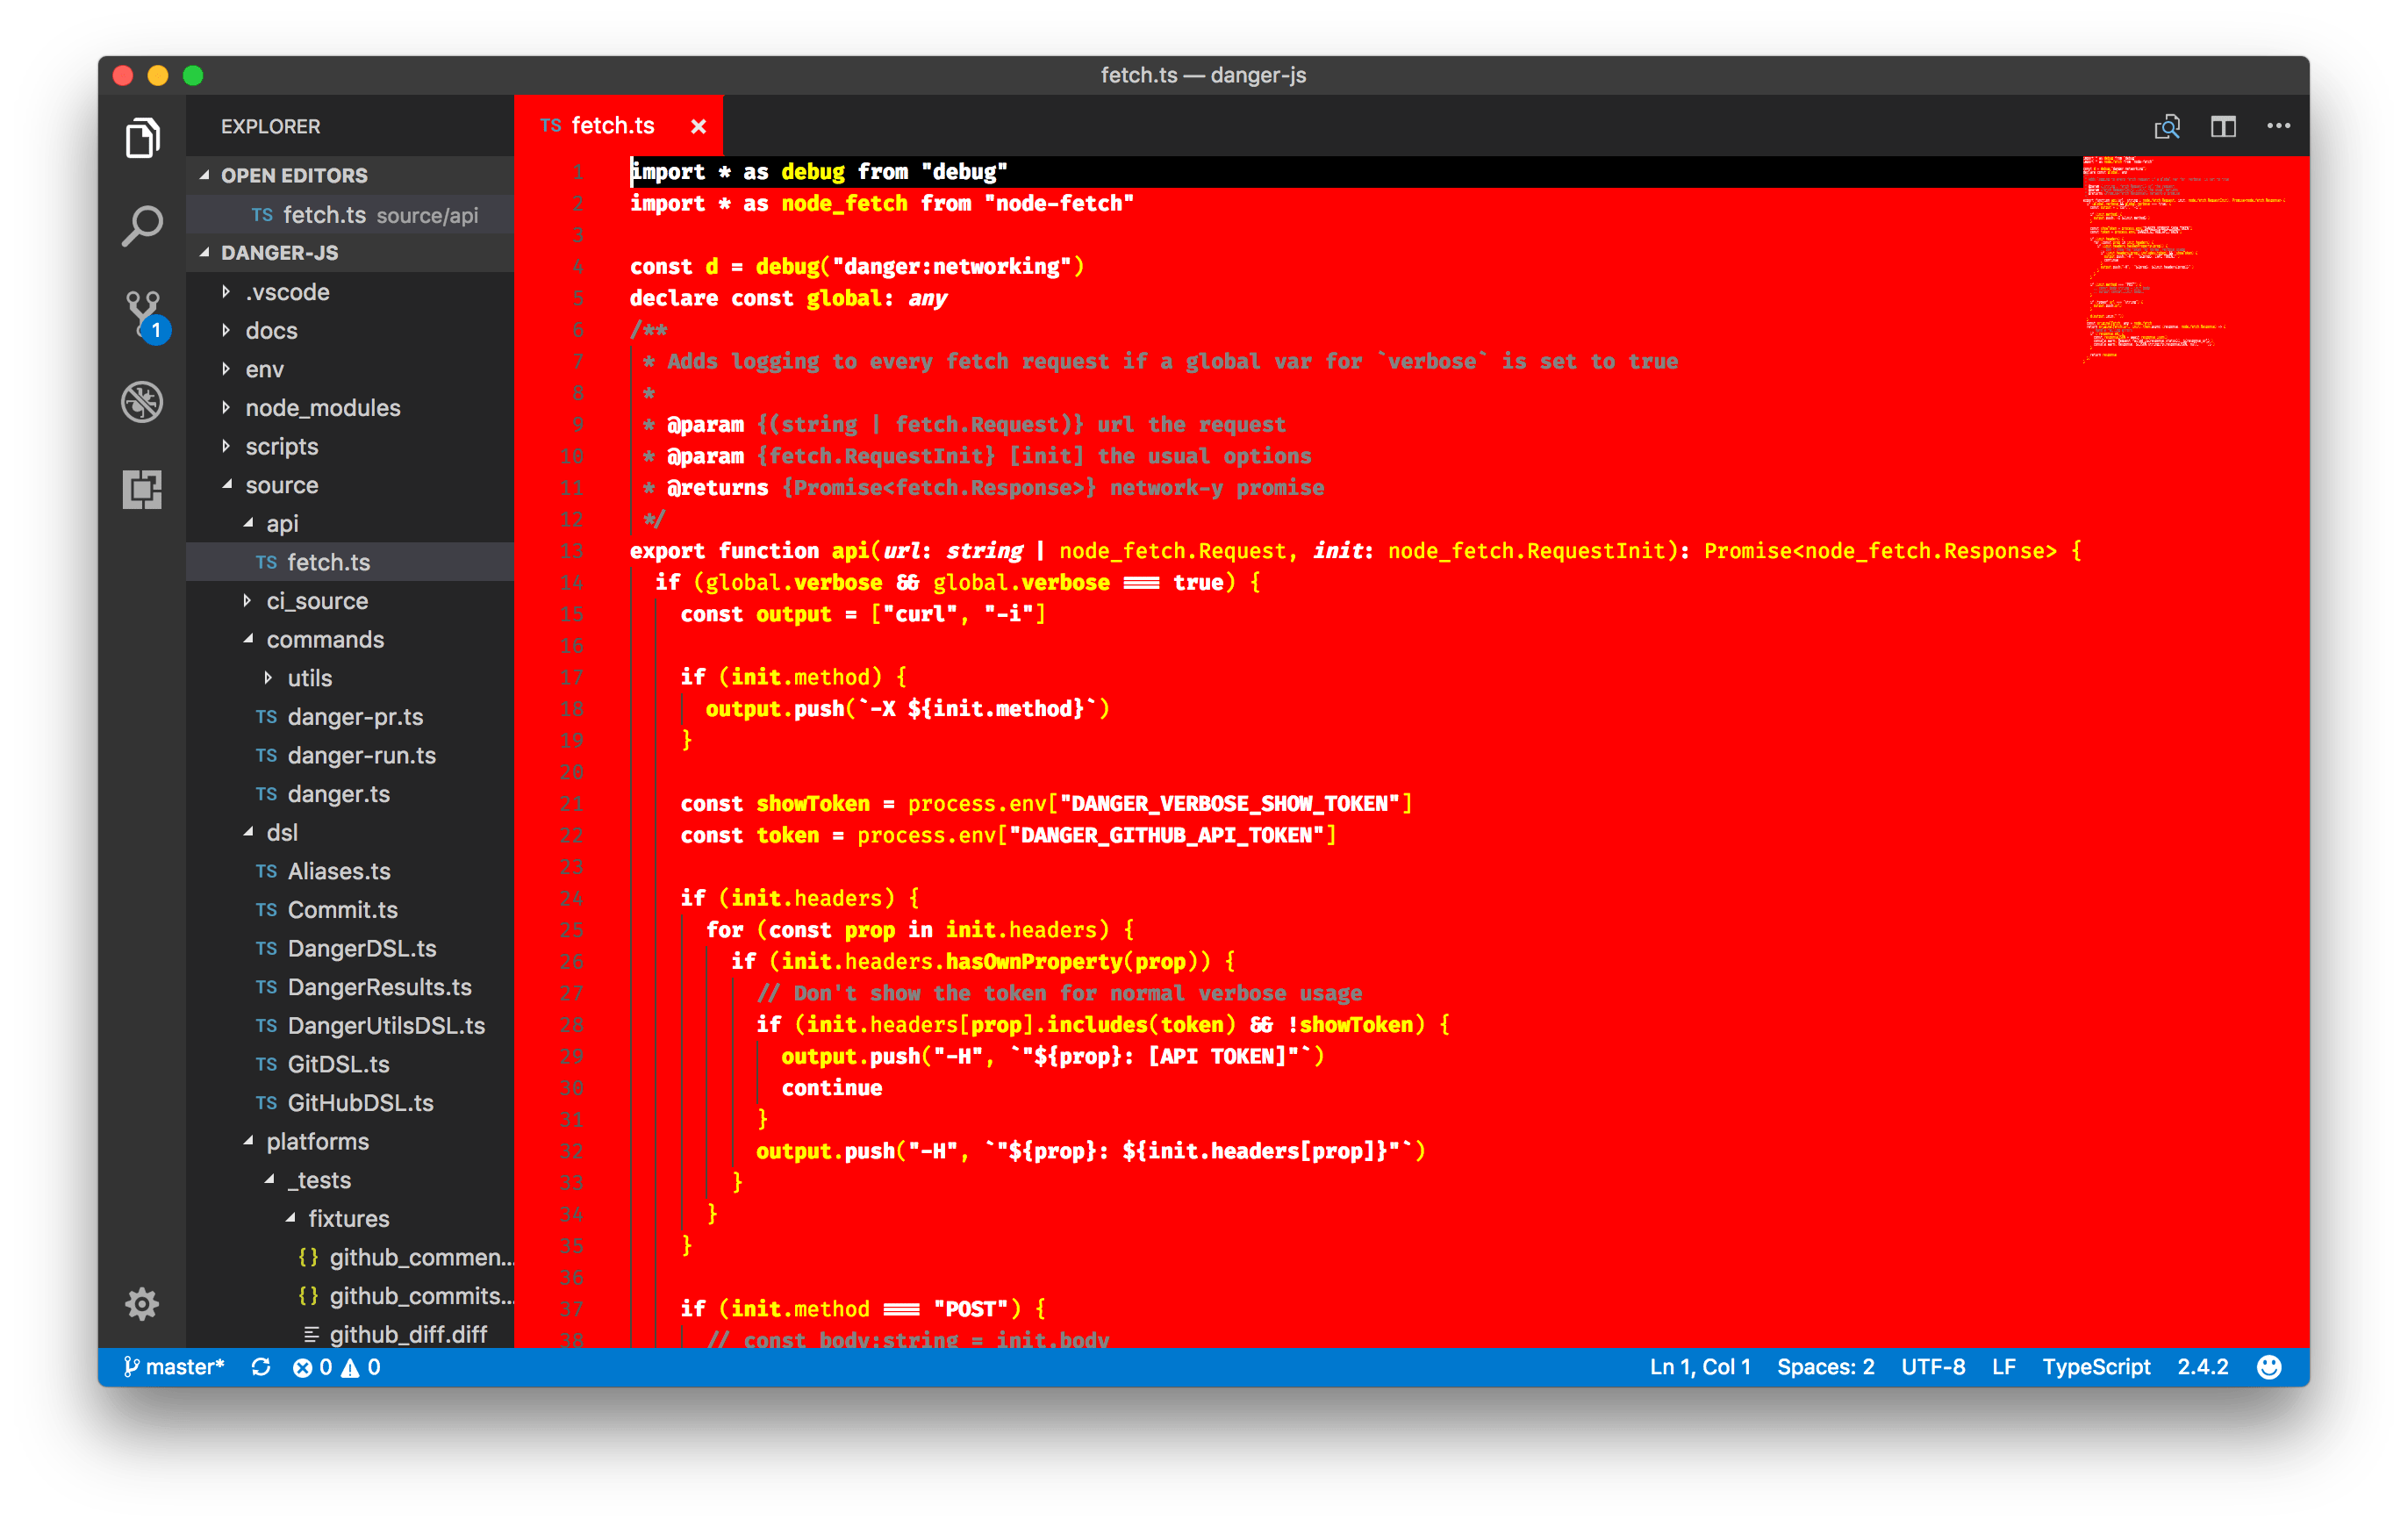 fetch.ts — danger-js
EXPLORER
OPEN EDITORS
TS fetch.ts source/api
DANGER-JS
.vscode
docs
env
node_modules
scripts
source
api
TS fetch.ts
ci_source
commands
utils
TS danger-pr.ts
TS danger-run.ts
TS danger.ts
dsl
TS Aliases.ts
TS Commit.ts
TS DangerDSL.ts
TS DangerResults.ts
TS DangerUtilsDSL.ts
TS GitDSL.ts
TS GitHubDSL.ts
platforms
_tests
fixtures
{} github_commen...
{} github_commits...
github_diff.diff
1
TS fetch.ts ×
1 import * as debug from "debug"
2 import * as node_fetch from "node-fetch"
3
4 const d = debug("danger:networking")
5 declare const global: any
6 /**
7 * Adds logging to every fetch request if a global var for `verbose` is set to true
8 *
9 * @param {(string | fetch.Request)} url the request
10 * @param {fetch.RequestInit} [init] the usual options
11 * @returns {Promise<fetch.Response>} network-y promise
12 */
13 export function api(url: string | node_fetch.Request, init: node_fetch.RequestInit): Promise<node_fetch.Response> {
14 if (global.verbose && global.verbose === true) {
15 const output = ["curl", "-i"]
16
17 if (init.method) {
18 output.push(`-X ${init.method}`)
19 }
20
21 const showToken = process.env["DANGER_VERBOSE_SHOW_TOKEN"]
22 const token = process.env["DANGER_GITHUB_API_TOKEN"]
23
24 if (init.headers) {
25 for (const prop in init.headers) {
26 if (init.headers.hasOwnProperty(prop)) {
27 // Don't show the token for normal verbose usage
28 if (init.headers[prop].includes(token) && !showToken) {
29 output.push("-H", `"${prop}: [API TOKEN]"`)
30 continue
31 }
32 output.push("-H", `"${prop}: ${init.headers[prop]}"`)
33 }
34 }
35 }
36
37 if (init.method === "POST") {
38 // const body:string = init.body
master* 0 0
Ln 1, Col 1 Spaces: 2 UTF-8 LF TypeScript 2.4.2